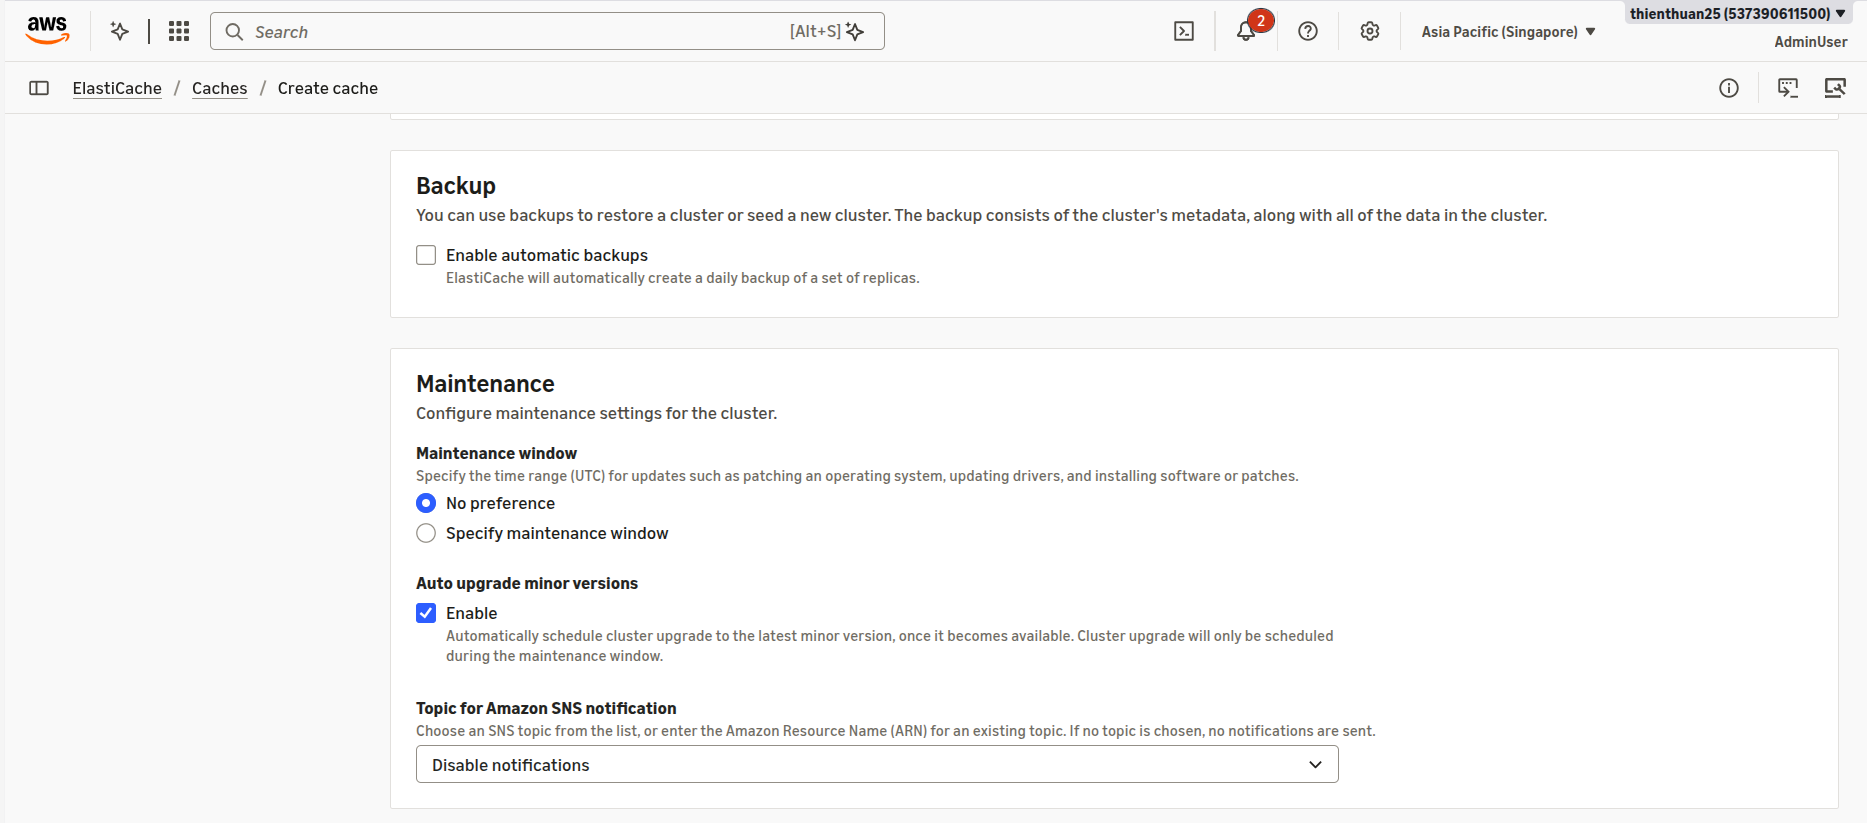 aws
Search
[Alt+S]
2
Asia Pacific (Singapore)
thienthuan25 (537390611500)
AdminUser
ElastiCache / Caches / Create cache
Backup
You can use backups to restore a cluster or seed a new cluster. The backup consists of the cluster's metadata, along with all of the data in the cluster.
Enable automatic backups
ElastiCache will automatically create a daily backup of a set of replicas.
Maintenance
Configure maintenance settings for the cluster.
Maintenance window
Specify the time range (UTC) for updates such as patching an operating system, updating drivers, and installing software or patches.
No preference
Specify maintenance window
Auto upgrade minor versions
Enable
Automatically schedule cluster upgrade to the latest minor version, once it becomes available. Cluster upgrade will only be scheduled
during the maintenance window.
Topic for Amazon SNS notification
Choose an SNS topic from the list, or enter the Amazon Resource Name (ARN) for an existing topic. If no topic is chosen, no notifications are sent.
Disable notifications